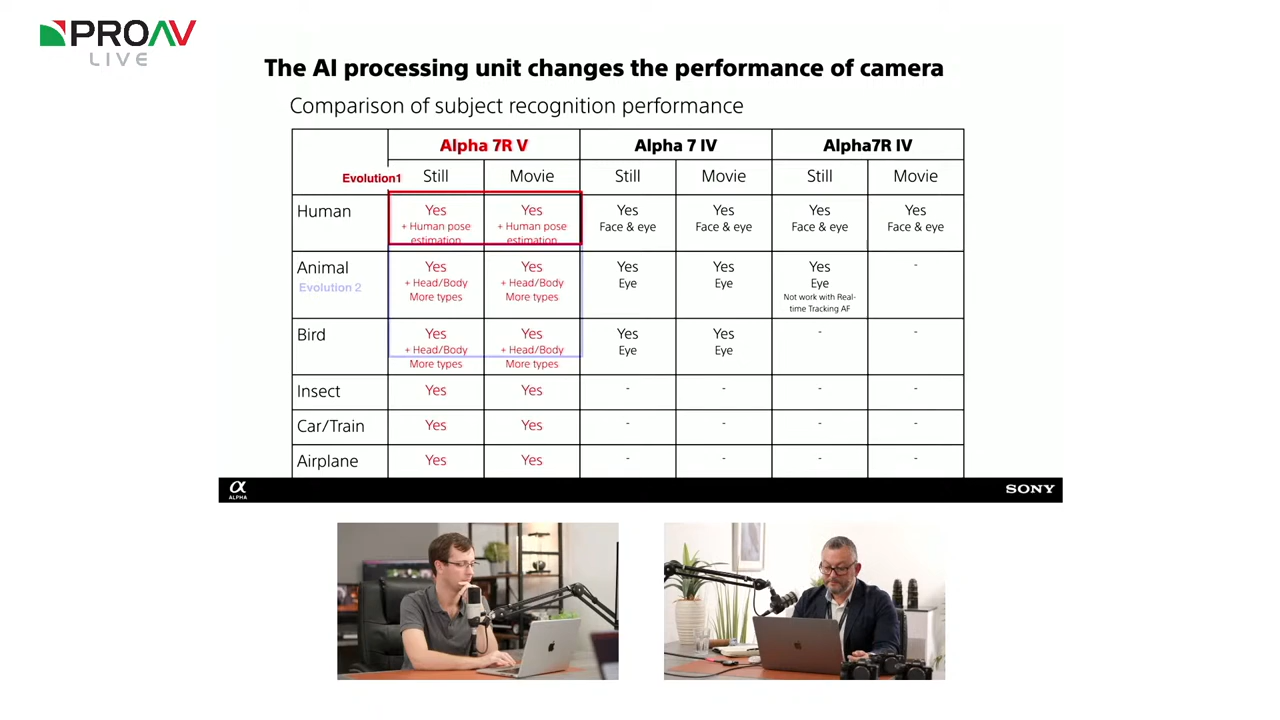 PROAV
LIVE
The AI processing unit changes the performance of camera
Comparison of subject recognition performance
Alpha 7R V Alpha 7 IV Alpha7R IV
Evolution1 Still Movie Still Movie Still Movie
Human Yes Yes Yes Yes Yes Yes
+ Human pose + Human pose Face & eye Face & eye Face & eye Face & eye
estimation estimation
Animal Yes Yes Yes Yes Yes -
Evolution 2 + Head/Body + Head/Body Eye Eye Eye
More types More types Not work with Real-
time Tracking AF
Bird Yes Yes Yes Yes - -
+ Head/Body + Head/Body Eye Eye
More types More types
Insect Yes Yes - - - -
Car/Train Yes Yes - - - -
Airplane Yes Yes - - - -
α
ALPHA
SONY